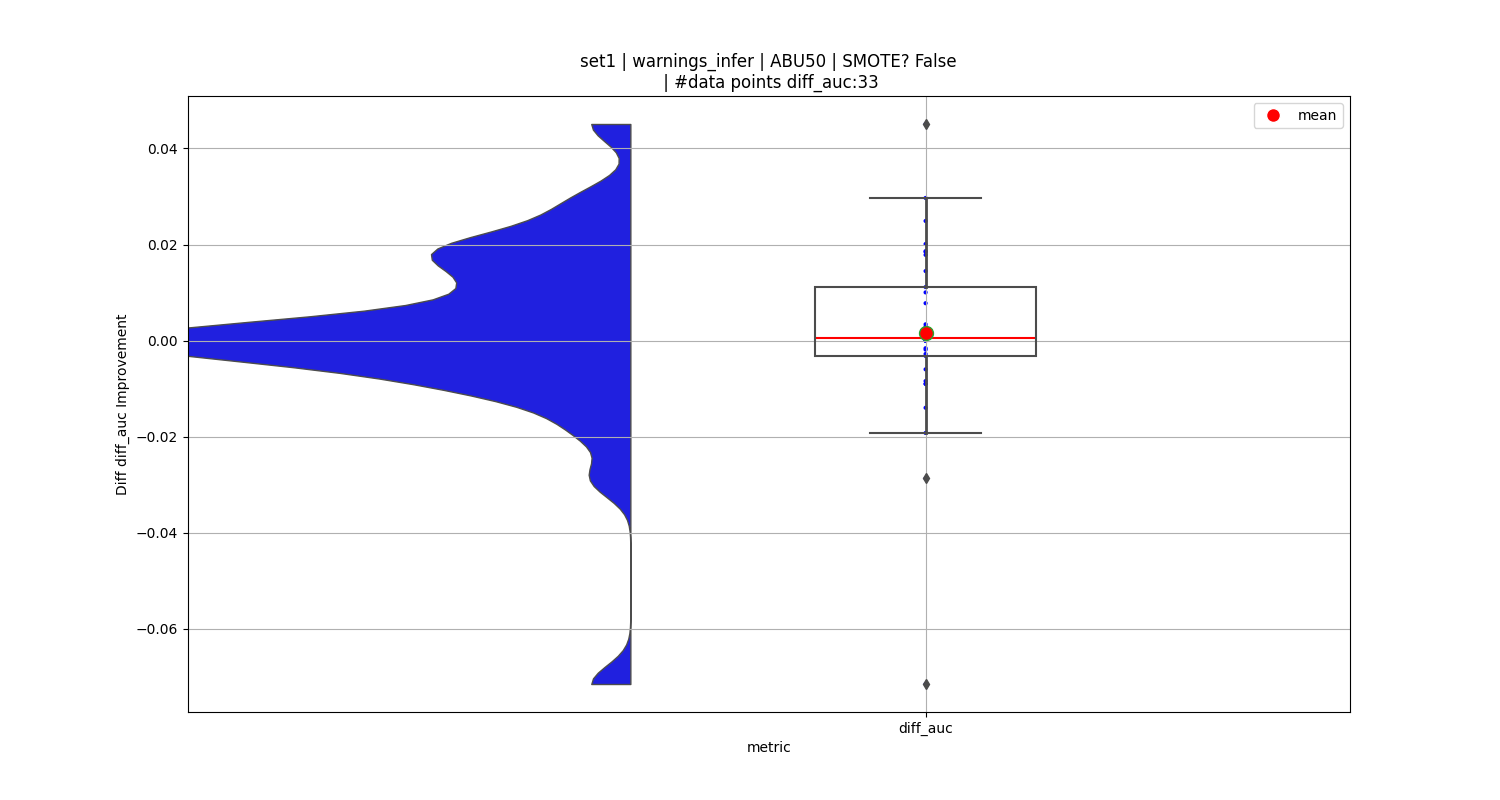 set1 | warnings_infer | ABU50 | SMOTE? False
| #data points diff_auc:33
mean
0.04
0.02
0.00
−0.02
−0.04
−0.06
Diff diff_auc Improvement
diff_auc
metric